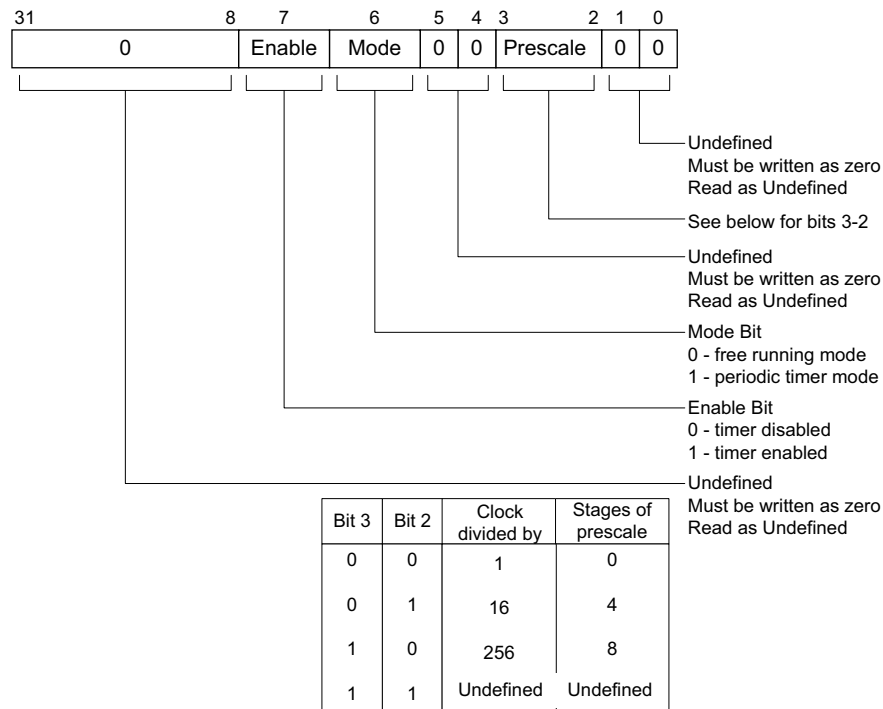 31 8 7 6 5 4 3 2 1 0
0 Enable Mode 0 0 Prescale 0 0
Undefined
Must be written as zero
Read as Undefined
See below for bits 3-2
Undefined
Must be written as zero
Read as Undefined
Mode Bit
0 - free running mode
1 - periodic timer mode
Enable Bit
0 - timer disabled
1 - timer enabled
Undefined
Must be written as zero
Read as Undefined
Bit 3 Bit 2 Clock divided by Stages of prescale
0 0 1 0
0 1 16 4
1 0 256 8
1 1 Undefined Undefined